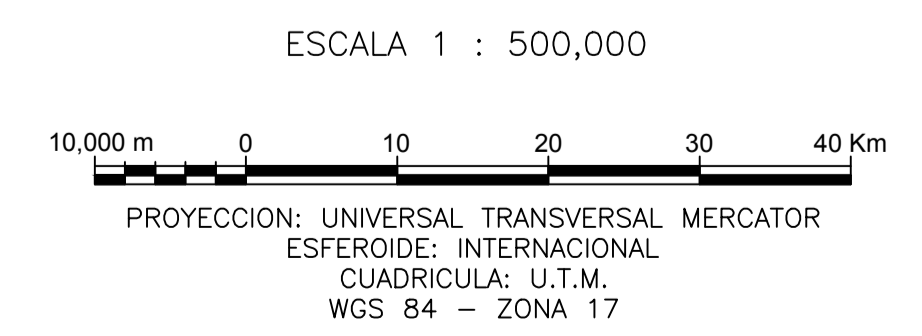 ESCALA 1 : 500,000
10,000 m 0 10 20 30 40 Km
PROYECCION: UNIVERSAL TRANSVERSAL MERCATOR
ESFEROIDE: INTERNACIONAL
CUADRICULA: U.T.M.
WGS 84 – ZONA 17